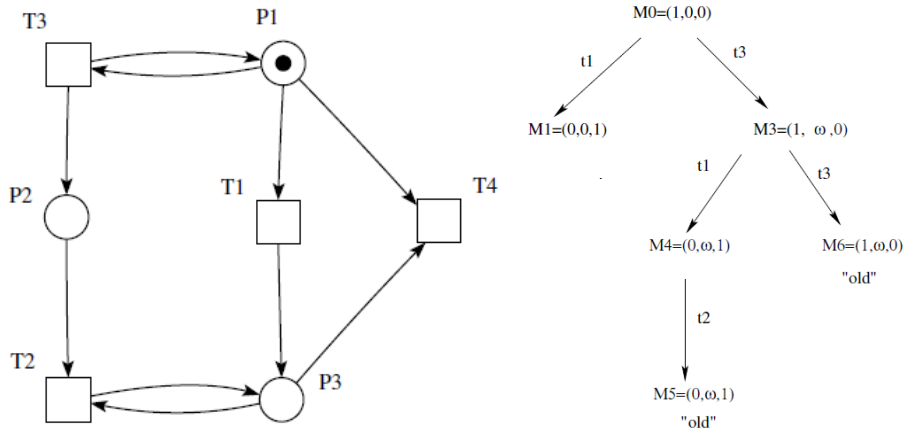 T3
P1
P2
T1
T4
T2
P3
M0=(1,0,0)
t1
t3
M1=(0,0,1)
M3=(1, ω ,0)
t1
t3
M4=(0,ω,1)
M6=(1,ω,0)
"old"
t2
M5=(0,ω,1)
"old"